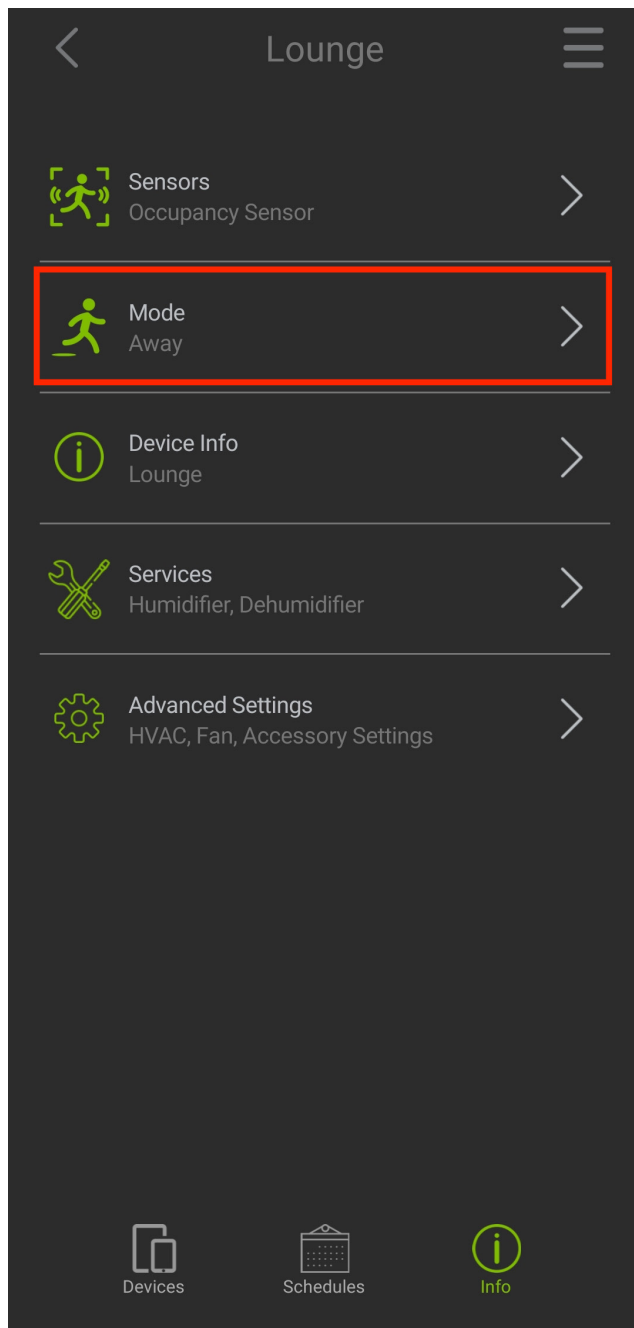 Lounge
Sensors
Occupancy Sensor
Mode
Away
Device Info
Lounge
Services
Humidifier, Dehumidifier
Advanced Settings
HVAC, Fan, Accessory Settings
Devices
Schedules
Info